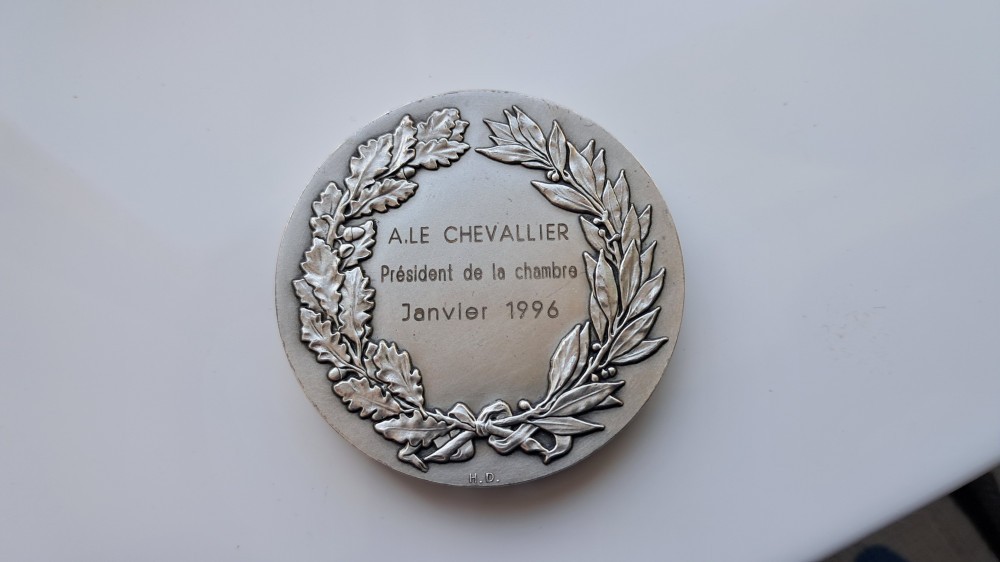 A.LE CHEVALLIER
Président de la chambre
Janvier 1996
H.D.